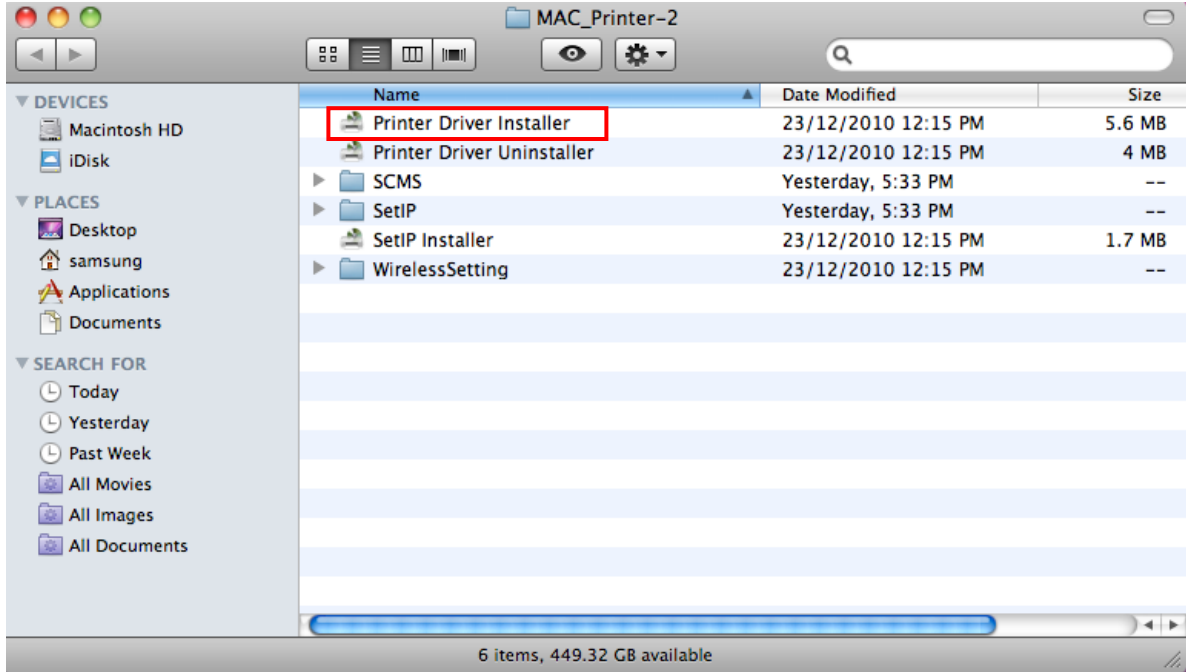 MAC_Printer-2
DEVICES
Macintosh HD
iDisk
PLACES
Desktop
samsung
Applications
Documents
SEARCH FOR
Today
Yesterday
Past Week
All Movies
All Images
All Documents
Name Date Modified Size
Printer Driver Installer 23/12/2010 12:15 PM 5.6 MB
Printer Driver Uninstaller 23/12/2010 12:15 PM 4 MB
SCMS Yesterday, 5:33 PM --
SetIP Yesterday, 5:33 PM --
SetIP Installer 23/12/2010 12:15 PM 1.7 MB
WirelessSetting 23/12/2010 12:15 PM --
6 items, 449.32 GB available